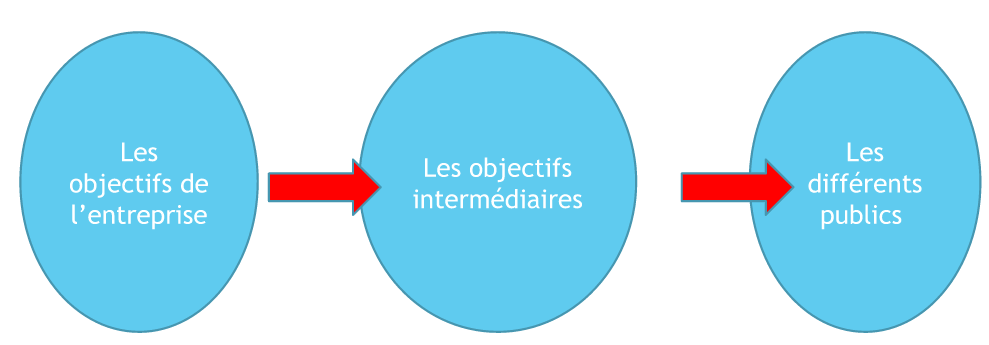 Les
objectifs de
l’entreprise
Les objectifs
intermédiaires
Les
différents
publics